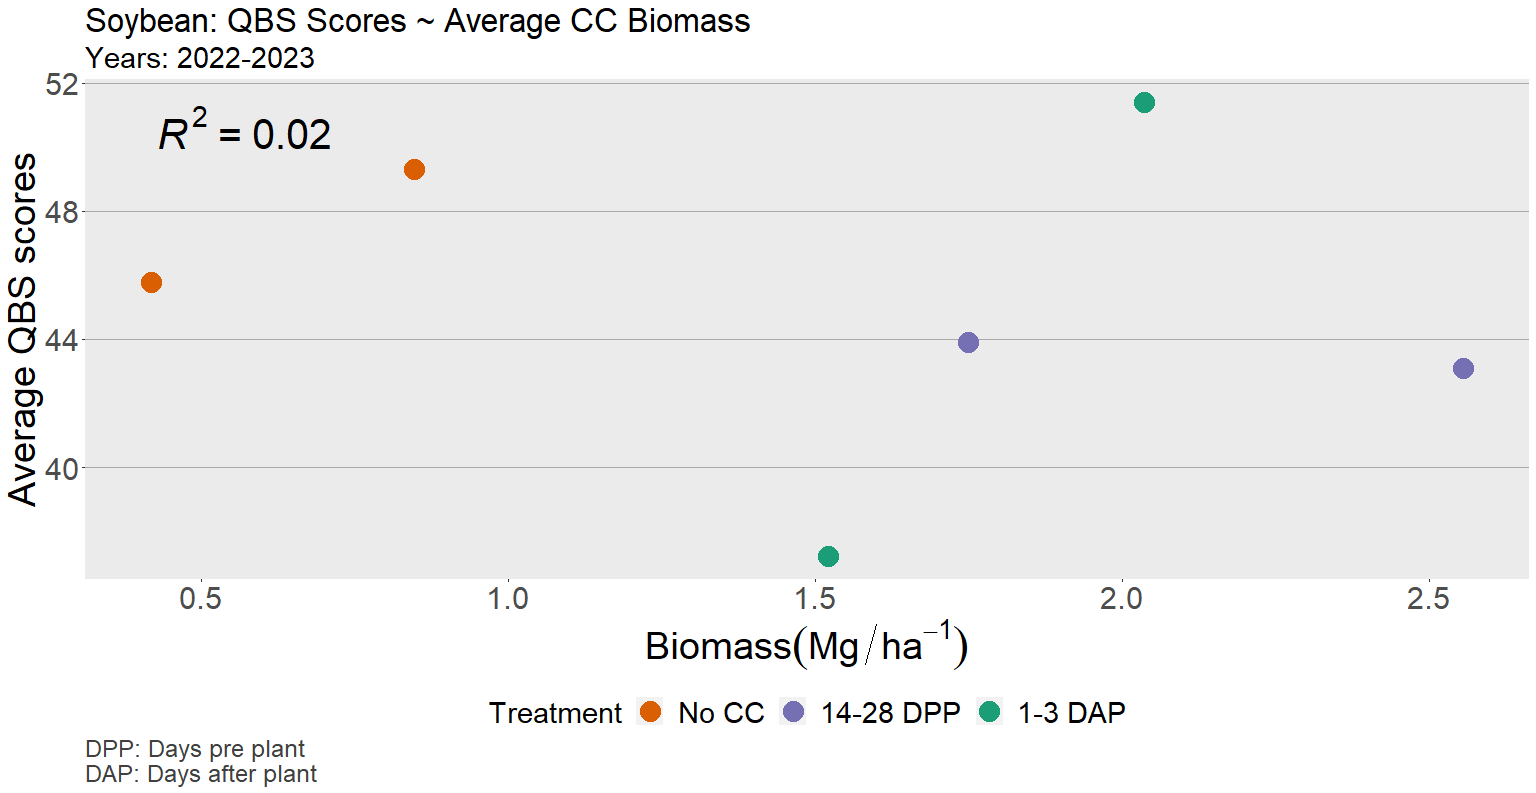 Soybean: QBS Scores ~ Average CC Biomass
Years: 2022-2023
R² = 0.02
Average QBS scores
52
48
44
40
0.5 1.0 1.5 2.0 2.5
Biomass(Mg/ha⁻¹)
Treatment No CC 14-28 DPP 1-3 DAP
DPP: Days pre plant
DAP: Days after plant